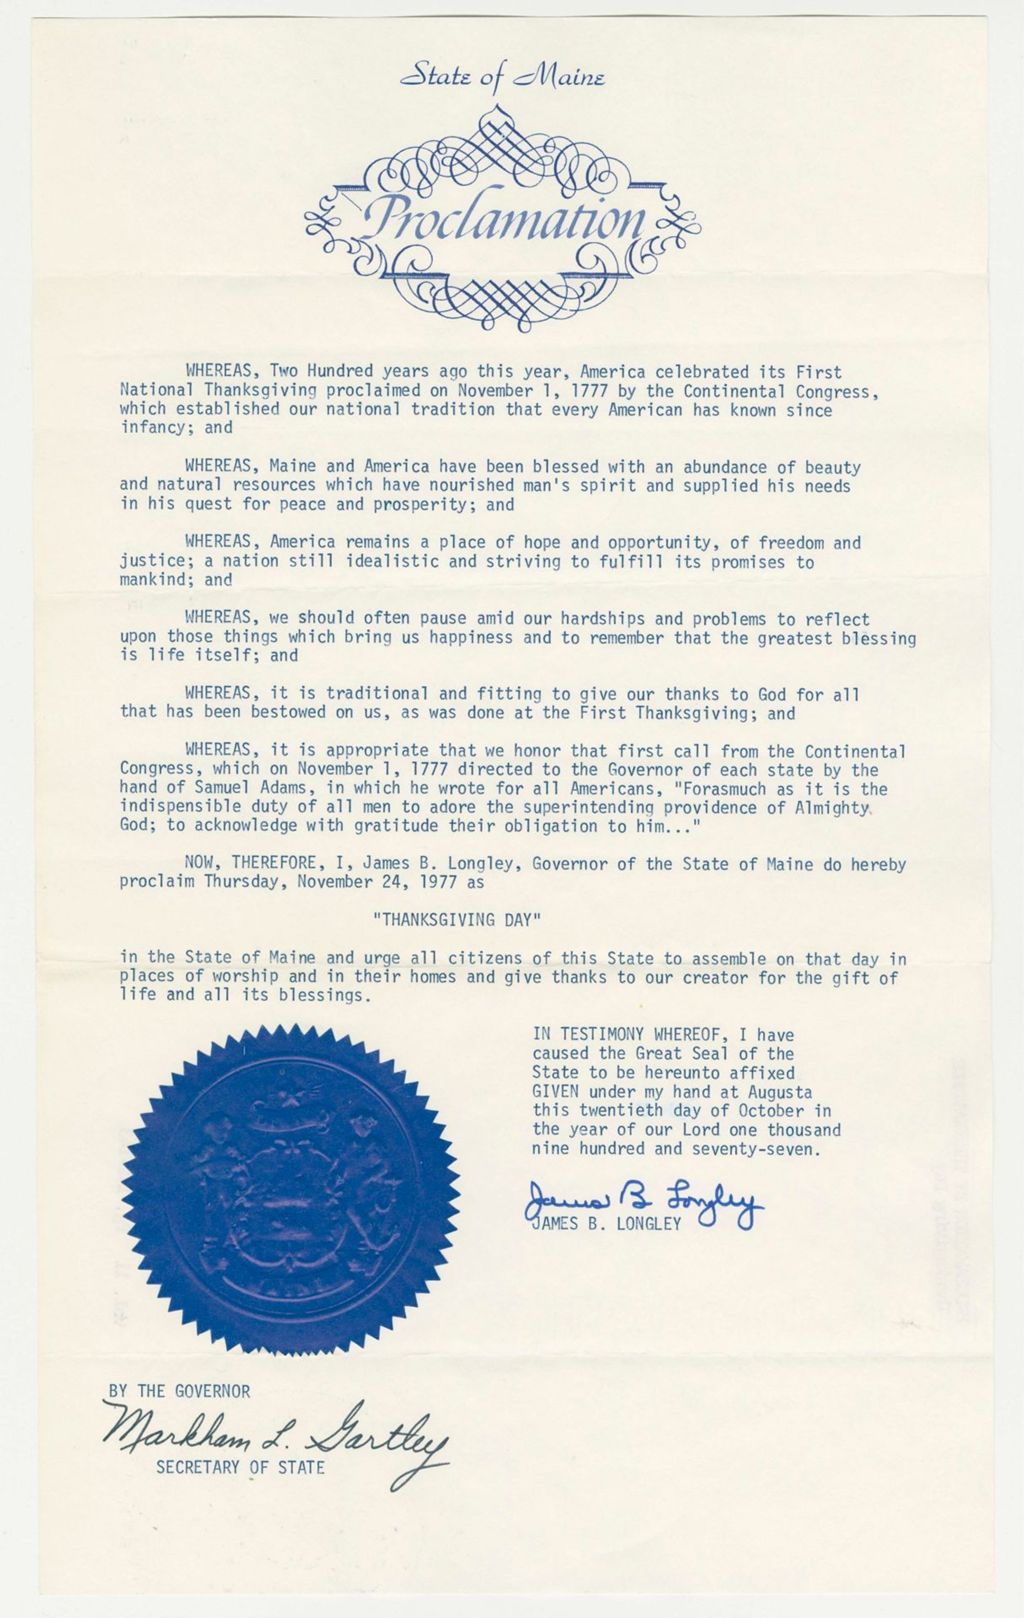 State of Maine
Proclamation
WHEREAS, Two Hundred years ago this year, America celebrated its First
National Thanksgiving proclaimed on November 1, 1777 by the Continental Congress,
which established our national tradition that every American has known since
infancy; and
WHEREAS, Maine and America have been blessed with an abundance of beauty
and natural resources which have nourished man's spirit and supplied his needs
in his quest for peace and prosperity; and
WHEREAS, America remains a place of hope and opportunity, of freedom and
justice; a nation still idealistic and striving to fulfill its promises to
mankind; and
WHEREAS, we should often pause amid our hardships and problems to reflect
upon those things which bring us happiness and to remember that the greatest blessing
is life itself; and
WHEREAS, it is traditional and fitting to give our thanks to God for all
that has been bestowed on us, as was done at the First Thanksgiving; and
WHEREAS, it is appropriate that we honor that first call from the Continental
Congress, which on November 1, 1777 directed to the Governor of each state by the
hand of Samuel Adams, in which he wrote for all Americans, "Forasmuch as it is the
indispensible duty of all men to adore the superintending providence of Almighty
God; to acknowledge with gratitude their obligation to him..."
NOW, THEREFORE, I, James B. Longley, Governor of the State of Maine do hereby
proclaim Thursday, November 24, 1977 as
"THANKSGIVING DAY"
in the State of Maine and urge all citizens of this State to assemble on that day in
places of worship and in their homes and give thanks to our creator for the gift of
life and all its blessings.
IN TESTIMONY WHEREOF, I have
caused the Great Seal of the
State to be hereunto affixed
GIVEN under my hand at Augusta
this twentieth day of October in
the year of our Lord one thousand
nine hundred and seventy-seven.
James B Longley
JAMES B. LONGLEY
BY THE GOVERNOR
Markham L. Gartley
SECRETARY OF STATE